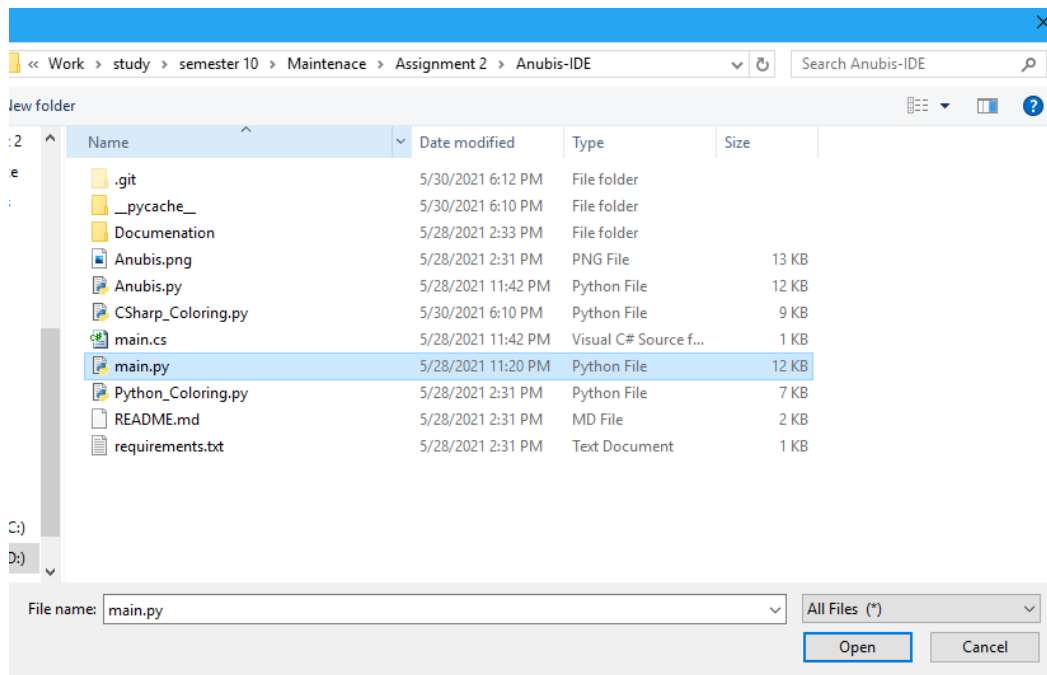 « Work > study > semester 10 > Maintenace > Assignment 2 > Anubis-IDE Search Anubis-IDE
New folder
Name Date modified Type Size
.git 5/30/2021 6:12 PM File folder
__pycache__ 5/30/2021 6:10 PM File folder
Documenation 5/28/2021 2:33 PM File folder
Anubis.png 5/28/2021 2:31 PM PNG File 13 KB
Anubis.py 5/28/2021 11:42 PM Python File 12 KB
CSharp_Coloring.py 5/30/2021 6:10 PM Python File 9 KB
main.cs 5/28/2021 11:42 PM Visual C# Source f... 1 KB
main.py 5/28/2021 11:20 PM Python File 12 KB
Python_Coloring.py 5/28/2021 2:31 PM Python File 7 KB
README.md 5/28/2021 2:31 PM MD File 2 KB
requirements.txt 5/28/2021 2:31 PM Text Document 1 KB
C:)
D:)
File name: main.py All Files (*)
Open Cancel